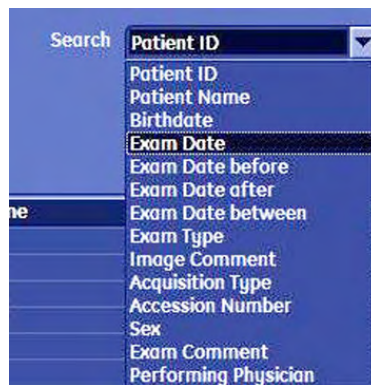 Search Patient ID
Patient ID
Patient Name
Birthdate
Exam Date
Exam Date before
Exam Date after
ne Exam Date between
Exam Type
Image Comment
Acquisition Type
Accession Number
Sex
Exam Comment
Performing Physician